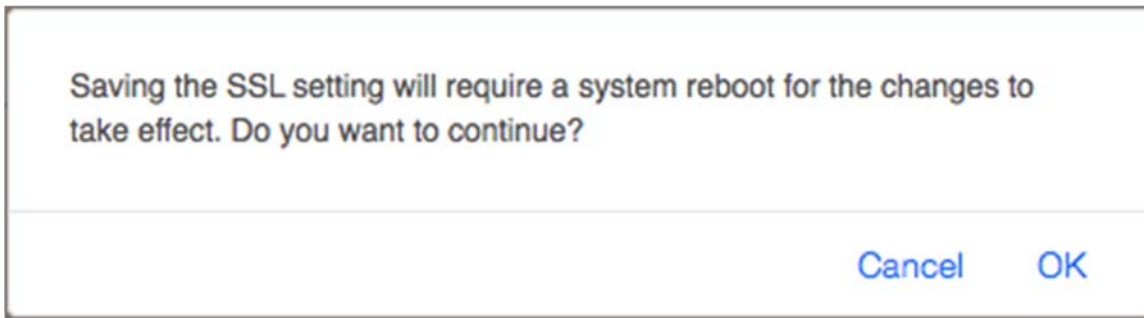 Saving the SSL setting will require a system reboot for the changes to
take effect. Do you want to continue?
Cancel OK